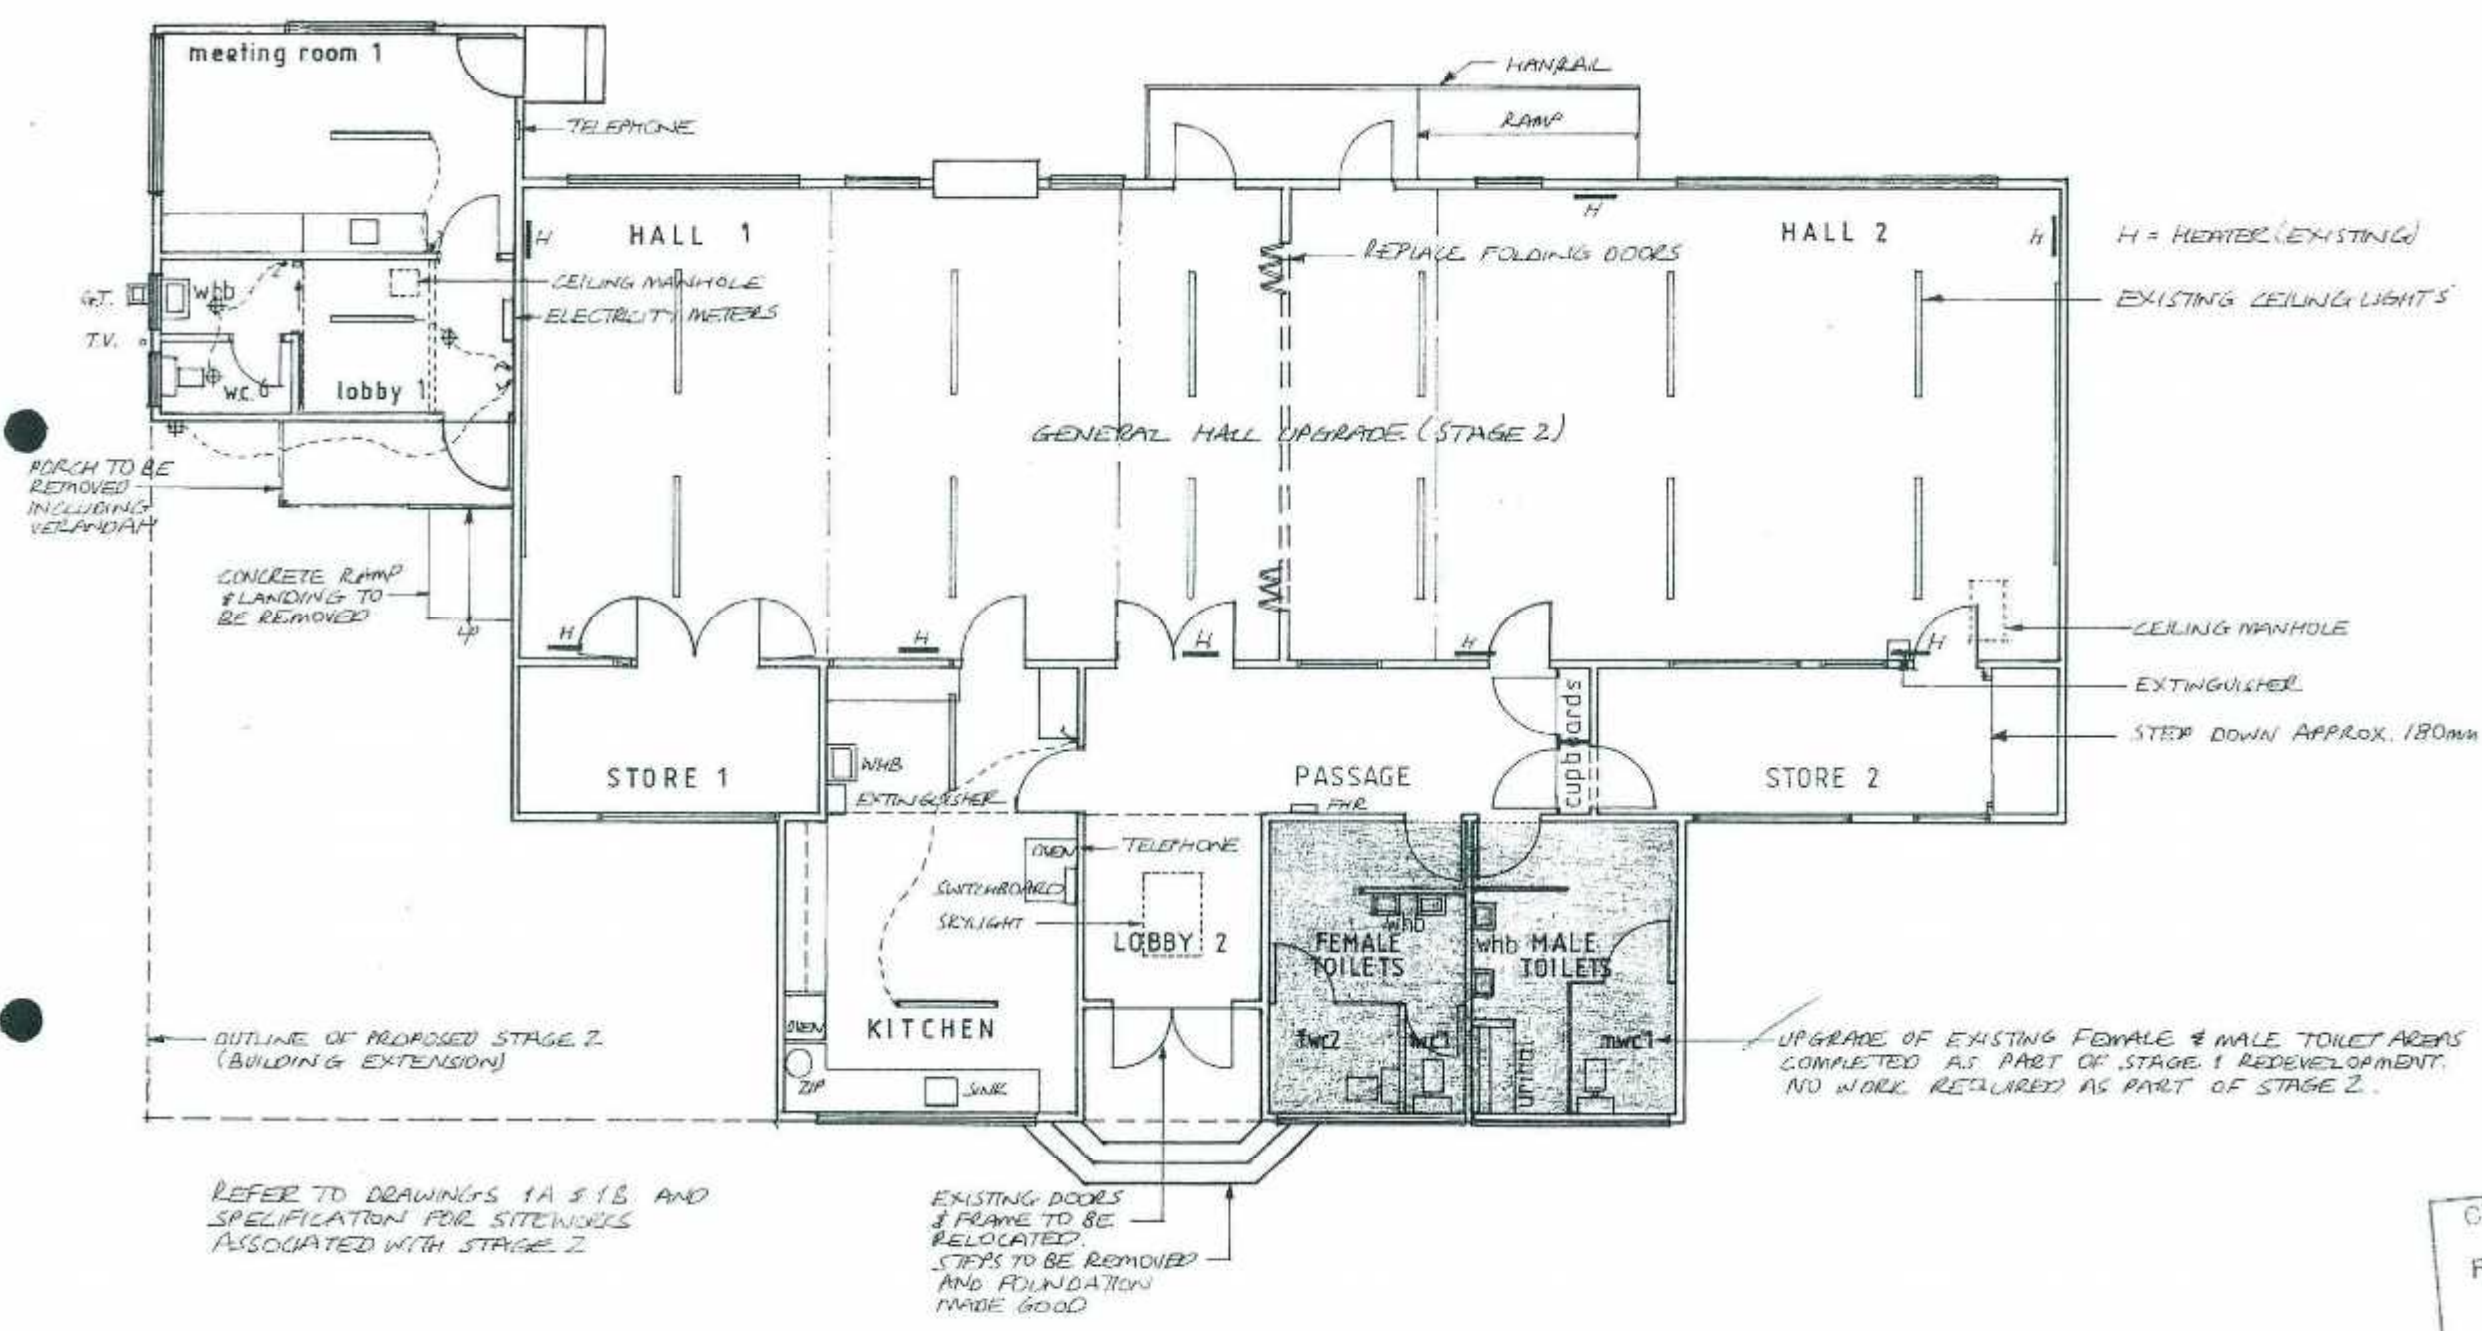 meeting room 1
HANRAIL
RAMP
TELEPHONE
HALL 1
HALL 2
H
H
H
H = HEATER (EXISTING)
REPLACE FOLDING DOORS
CEILING MANHOLE
ELECTRICITY METERS
EXISTING CEILING LIGHTS
G.T.
whb
T.V.
w.c.
lobby 1
GENERAL HALL UPGRADE (STAGE 2)
PORCH TO BE
REMOVED
INCLUDING
VERANDAH
CONCRETE RAMP
& LANDING TO
BE REMOVED
UP
H
H
H
H
H
CEILING MANHOLE
EXTINGUISHER
STEP DOWN APPROX. 180mm
STORE 1
WHB
EXTINGUISHER
PASSAGE
FHR
cupboards
STORE 2
OVEN
TELEPHONE
SWITCHBOARD
SKYLIGHT
LOBBY 2
whb
FEMALE
TOILETS
whb
MALE
TOILETS
OUTLINE OF PROPOSED STAGE 2
(BUILDING EXTENSION)
OVEN
KITCHEN
ZIP
SINK
fwc2
fwc1
urinal
mwc1
UPGRADE OF EXISTING FEMALE & MALE TOILET AREAS
COMPLETED AS PART OF STAGE 1 REDEVELOPMENT.
NO WORK REQUIRED AS PART OF STAGE 2.
REFER TO DRAWINGS 1A & 1B AND
SPECIFICATION FOR SITEWORKS
ASSOCIATED WITH STAGE 2
EXISTING DOORS
& FRAME TO BE
RELOCATED.
STEPS TO BE REMOVED
AND FOUNDATION
MADE GOOD